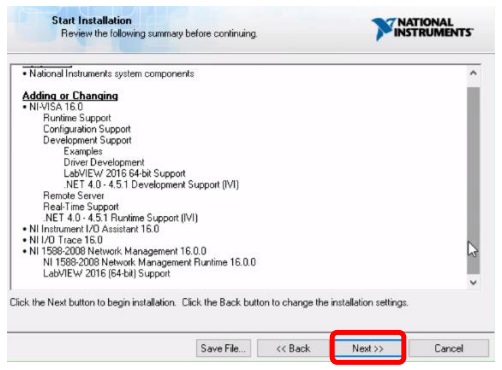 Start Installation
Review the following summary before continuing.
NATIONAL
INSTRUMENTS
• National Instruments system components
Adding or Changing
• NI-VISA 16.0
Runtime Support
Configuration Support
Development Support
Examples
Driver Development
LabVIEW 2016 64-bit Support
.NET 4.0 - 4.5.1 Development Support (IVI)
Remote Server
Real-Time Support
.NET 4.0 - 4.5.1 Runtime Support (IVI)
• NI Instrument I/O Assistant 16.0
• NI I/O Trace 16.0
• NI 1588-2008 Network Management 16.0.0
NI 1588-2008 Network Management Runtime 16.0.0
LabVIEW 2016 (64-bit) Support
Click the Next button to begin installation. Click the Back button to change the installation settings.
Save File... << Back Next >> Cancel